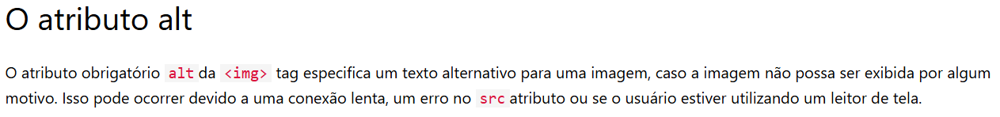 O atributo alt
O atributo obrigatório alt da <img> tag especifica um texto alternativo para uma imagem, caso a imagem não possa ser exibida por algum
motivo. Isso pode ocorrer devido a uma conexão lenta, um erro no src atributo ou se o usuário estiver utilizando um leitor de tela.